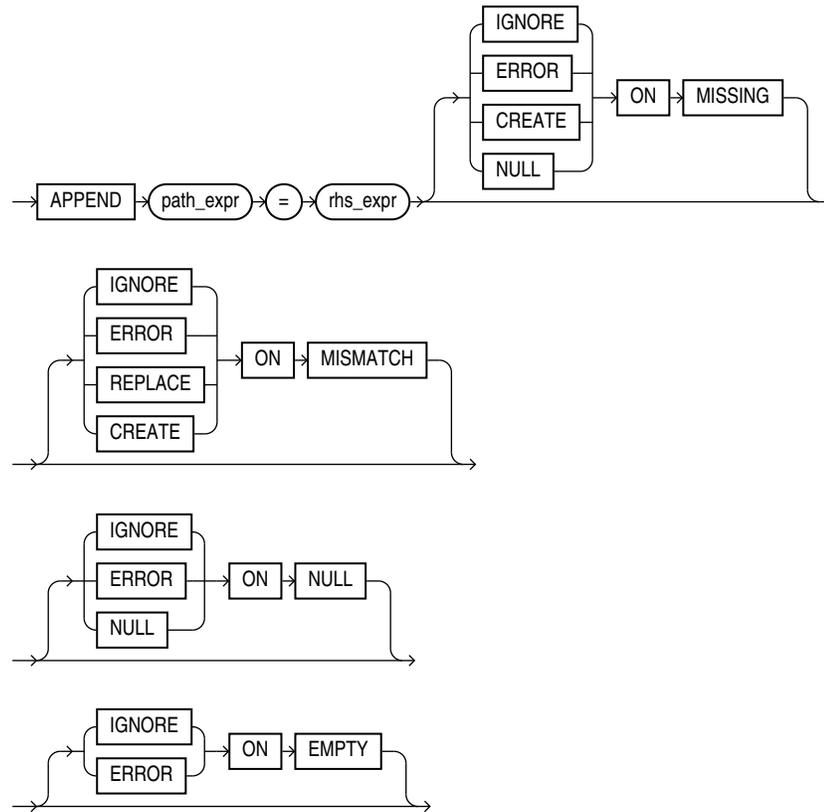 IGNORE
ERROR
CREATE
NULL
ON MISSING
APPEND path_expr = rhs_expr
IGNORE
ERROR
REPLACE
CREATE
ON MISMATCH
IGNORE
ERROR
NULL
ON NULL
IGNORE
ERROR
ON EMPTY